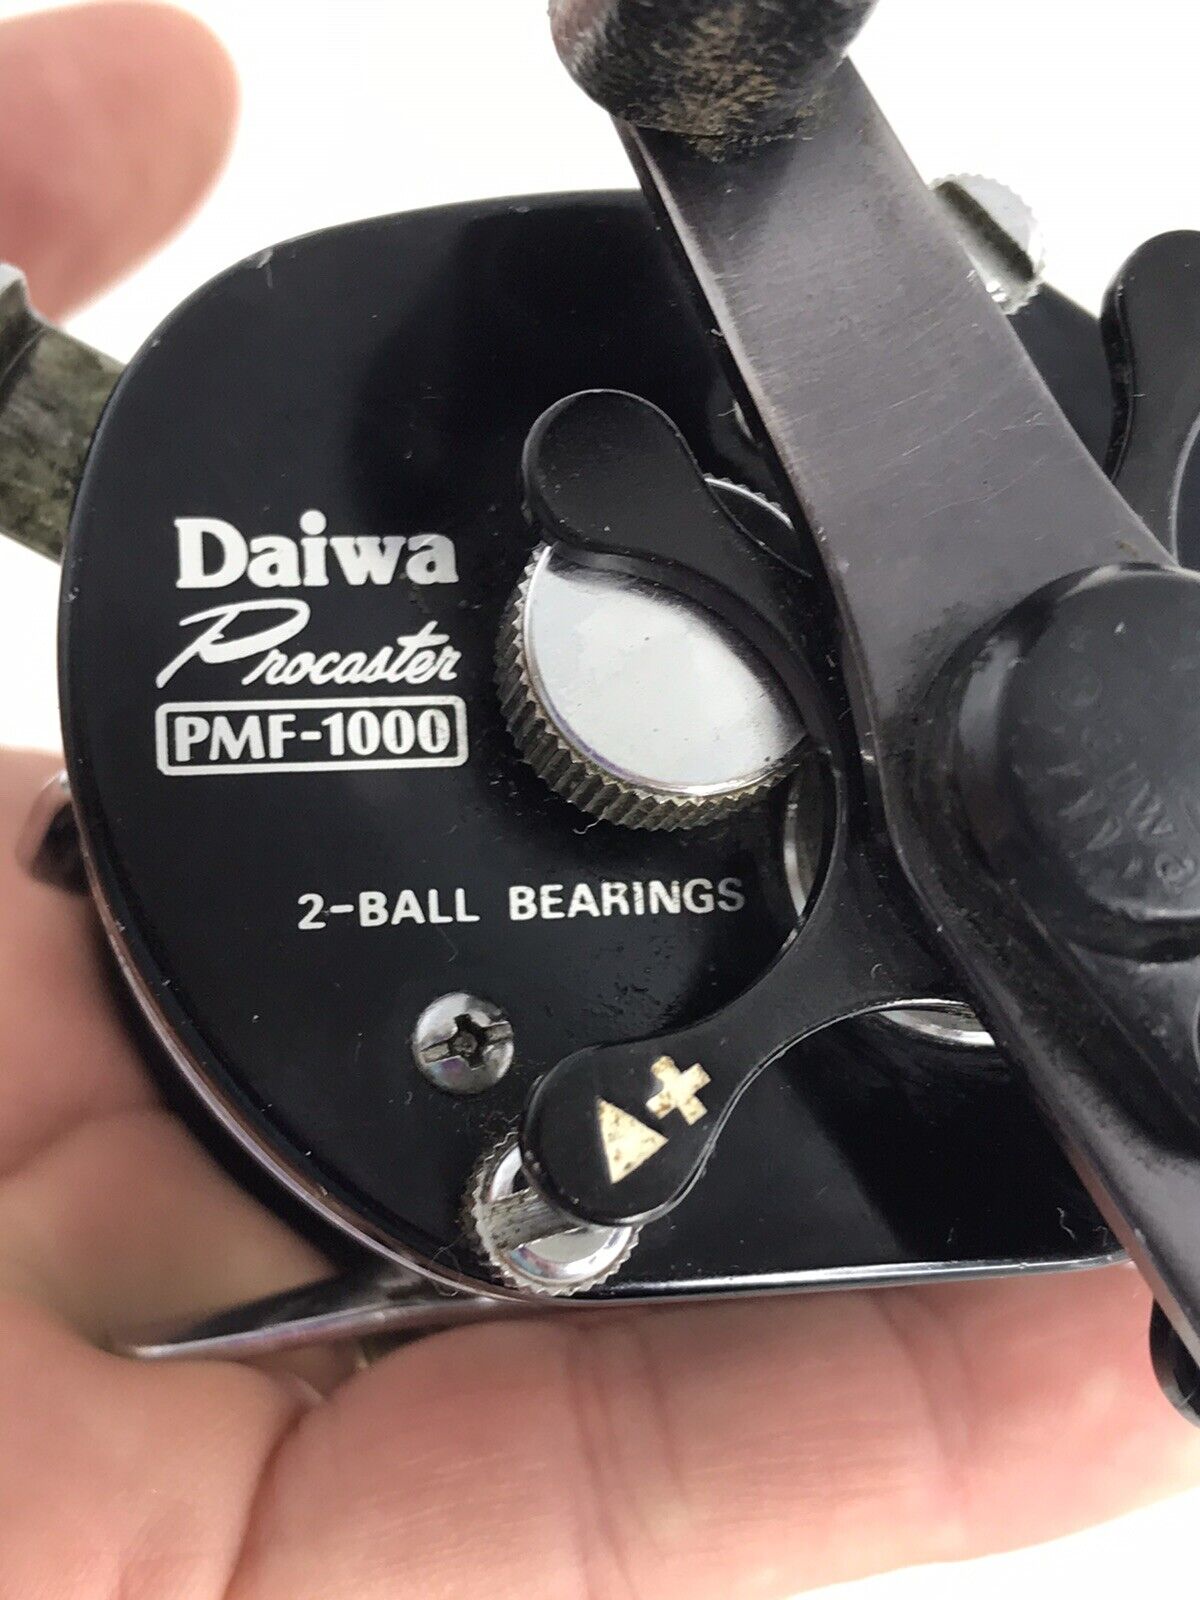 Daiwa
Procaster
PMF-1000
2-BALL BEARINGS
+